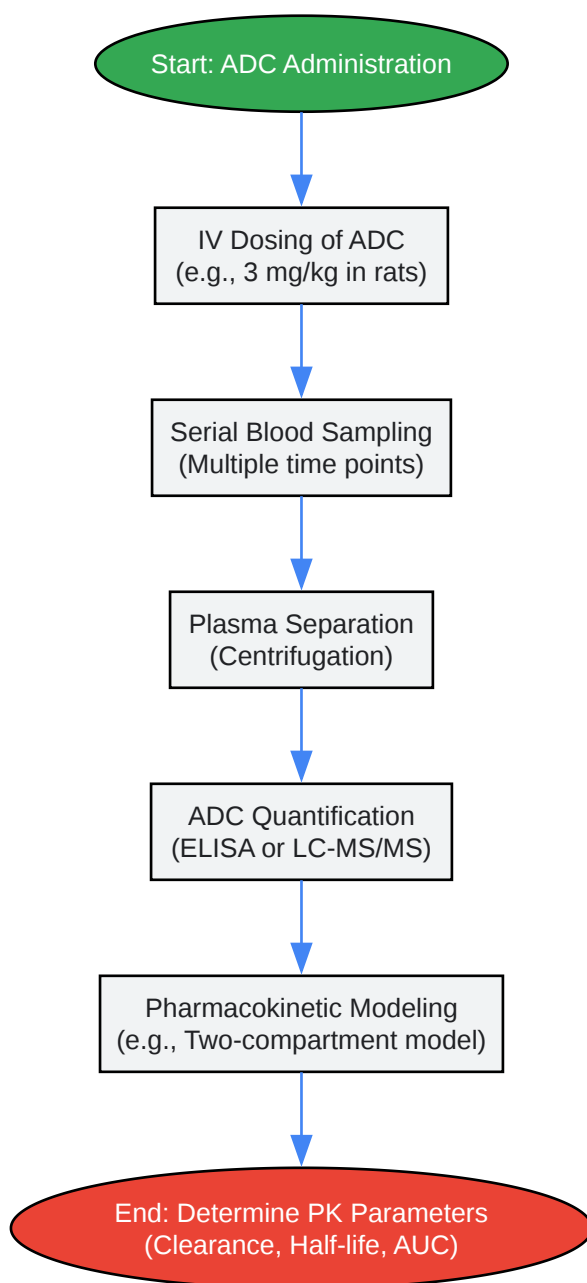 Start: ADC Administration
IV Dosing of ADC
(e.g., 3 mg/kg in rats)
Serial Blood Sampling
(Multiple time points)
Plasma Separation
(Centrifugation)
ADC Quantification
(ELISA or LC-MS/MS)
Pharmacokinetic Modeling
(e.g., Two-compartment model)
End: Determine PK Parameters
(Clearance, Half-life, AUC)